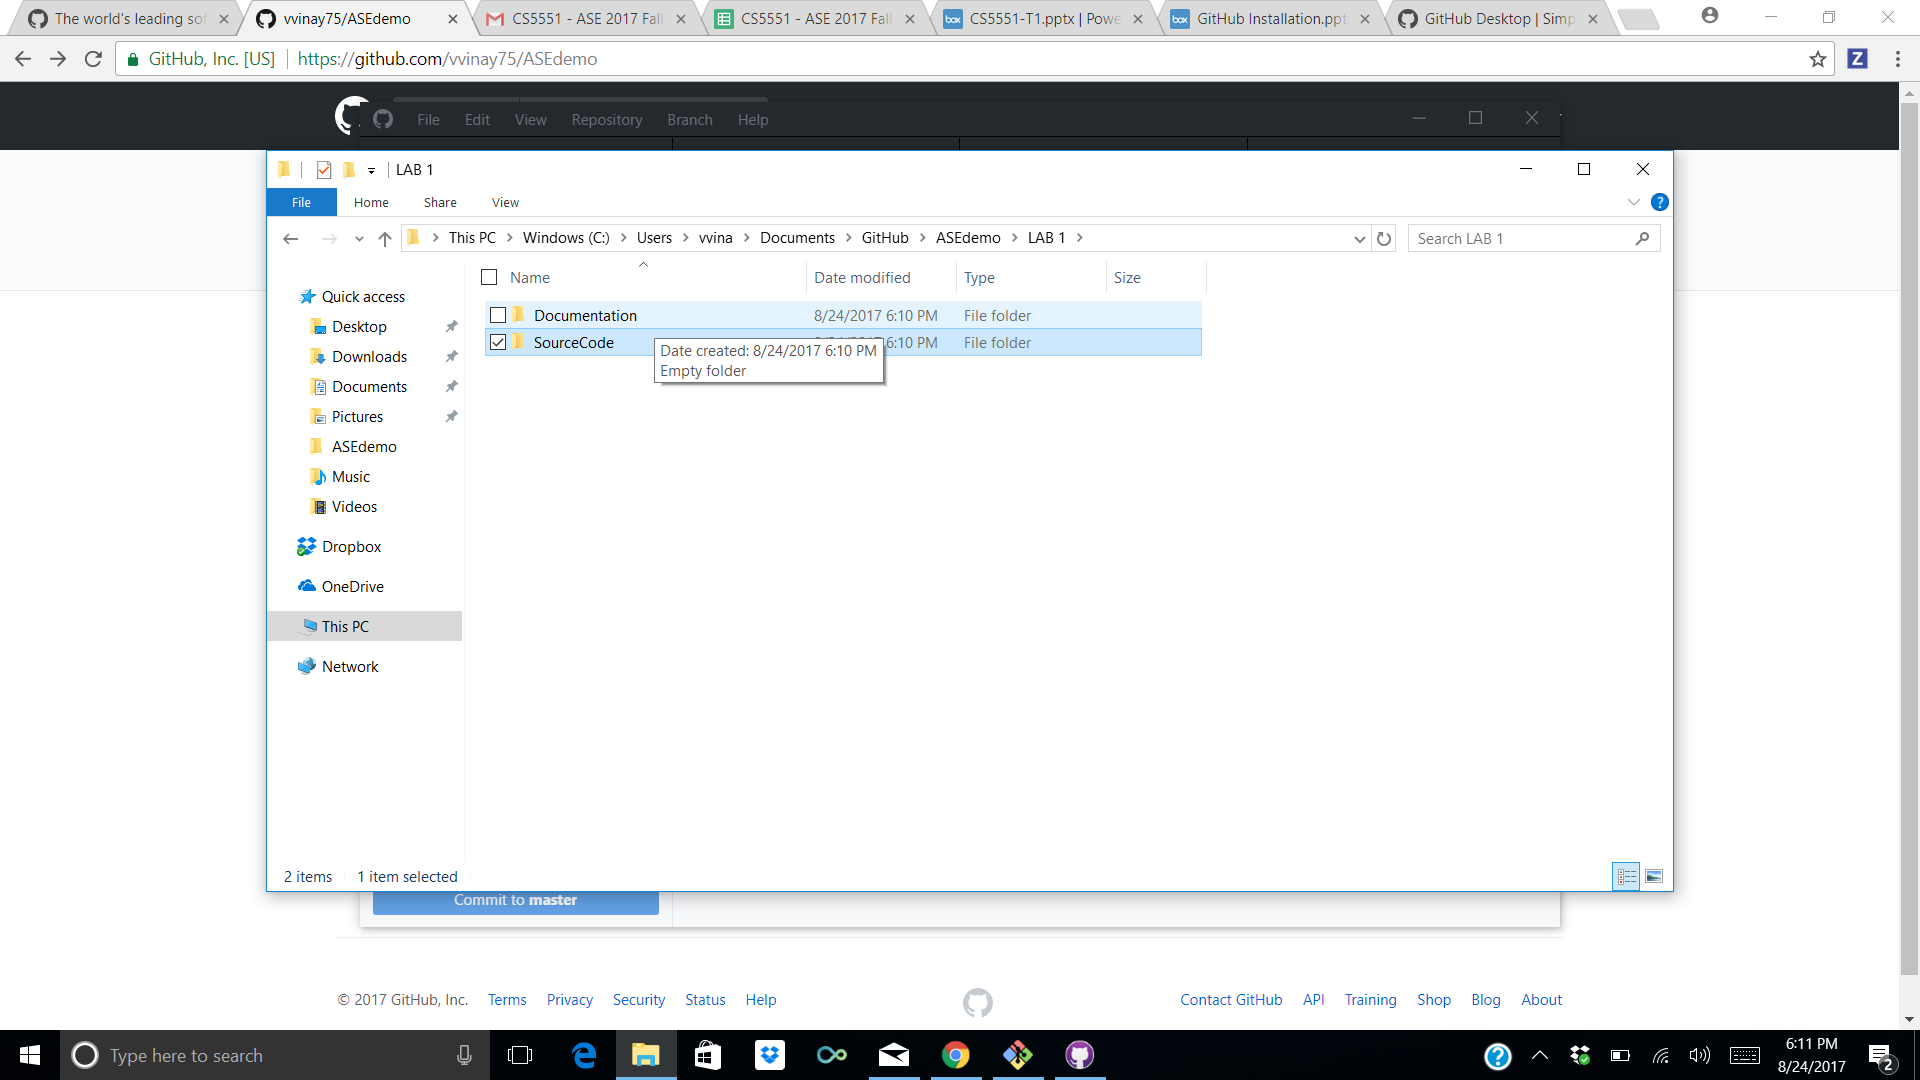 The world's leading sof
vvinay75/ASEdemo
CS5551 - ASE 2017 Fall
CS5551 - ASE 2017 Fall
box
CS5551-T1.pptx | Powe
box
GitHub Installation.ppt
GitHub Desktop | Simp
GitHub, Inc. [US]
https://github.com/vvinay75/ASEdemo
Z
File Edit View Repository Branch Help
LAB 1
File Home Share View
?
This PC > Windows (C:) > Users > vvina > Documents > GitHub > ASEdemo > LAB 1 >
Search LAB 1
Name Date modified Type Size
Quick access
Desktop
Downloads
Documents
Pictures
ASEdemo
Music
Videos
Dropbox
OneDrive
This PC
Network
Documentation 8/24/2017 6:10 PM File folder
SourceCode 6:10 PM File folder
Date created: 8/24/2017 6:10 PM
Empty folder
2 items 1 item selected
Commit to master
© 2017 GitHub, Inc. Terms Privacy Security Status Help
Contact GitHub API Training Shop Blog About
Type here to search
?
6:11 PM
8/24/2017
2